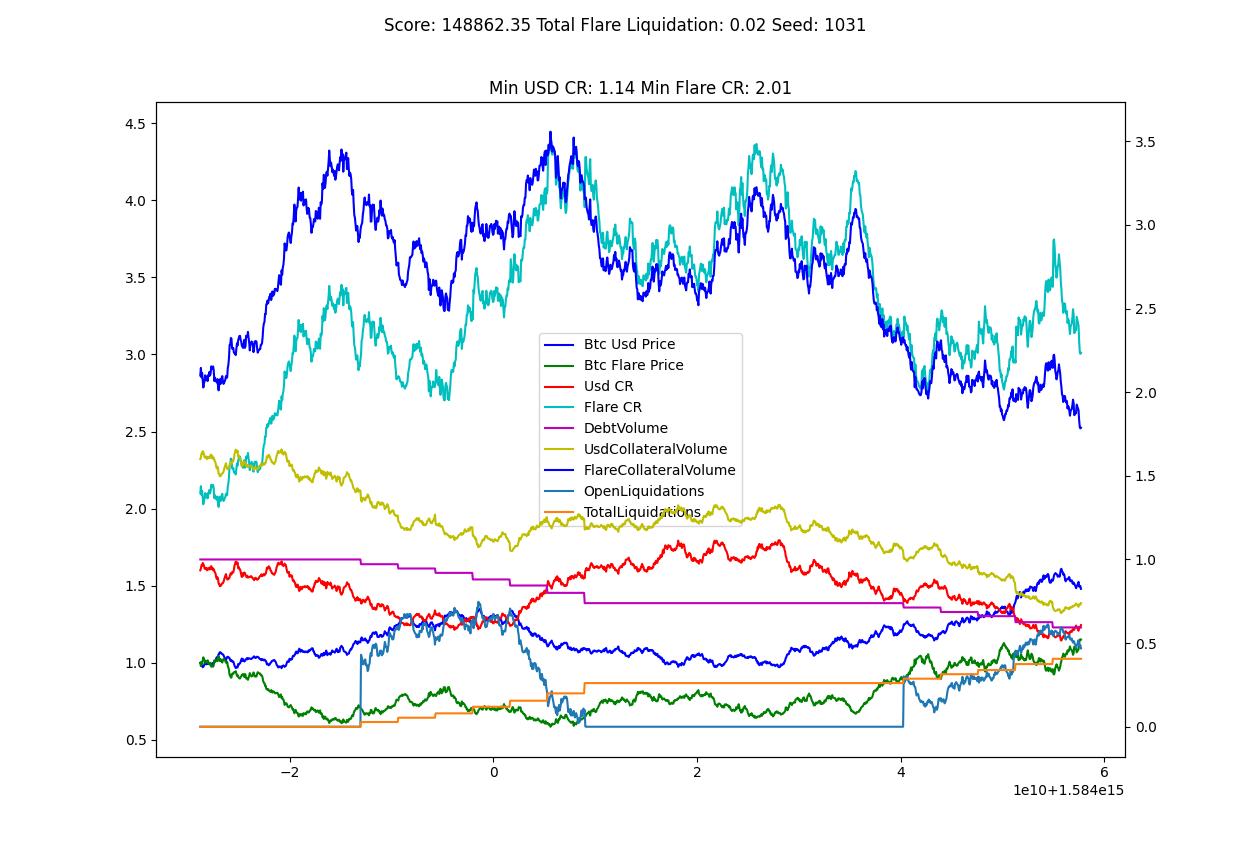 Score: 148862.35 Total Flare Liquidation: 0.02 Seed: 1031
Min USD CR: 1.14 Min Flare CR: 2.01
4.5
4.0
3.5
3.0
2.5
2.0
1.5
1.0
0.5
3.5
3.0
2.5
2.0
1.5
1.0
0.5
0.0
Btc Usd Price
Btc Flare Price
Usd CR
Flare CR
DebtVolume
UsdCollateralVolume
FlareCollateralVolume
OpenLiquidations
TotalLiquidations
−2 0 2 4 6
1e10+1.584e15